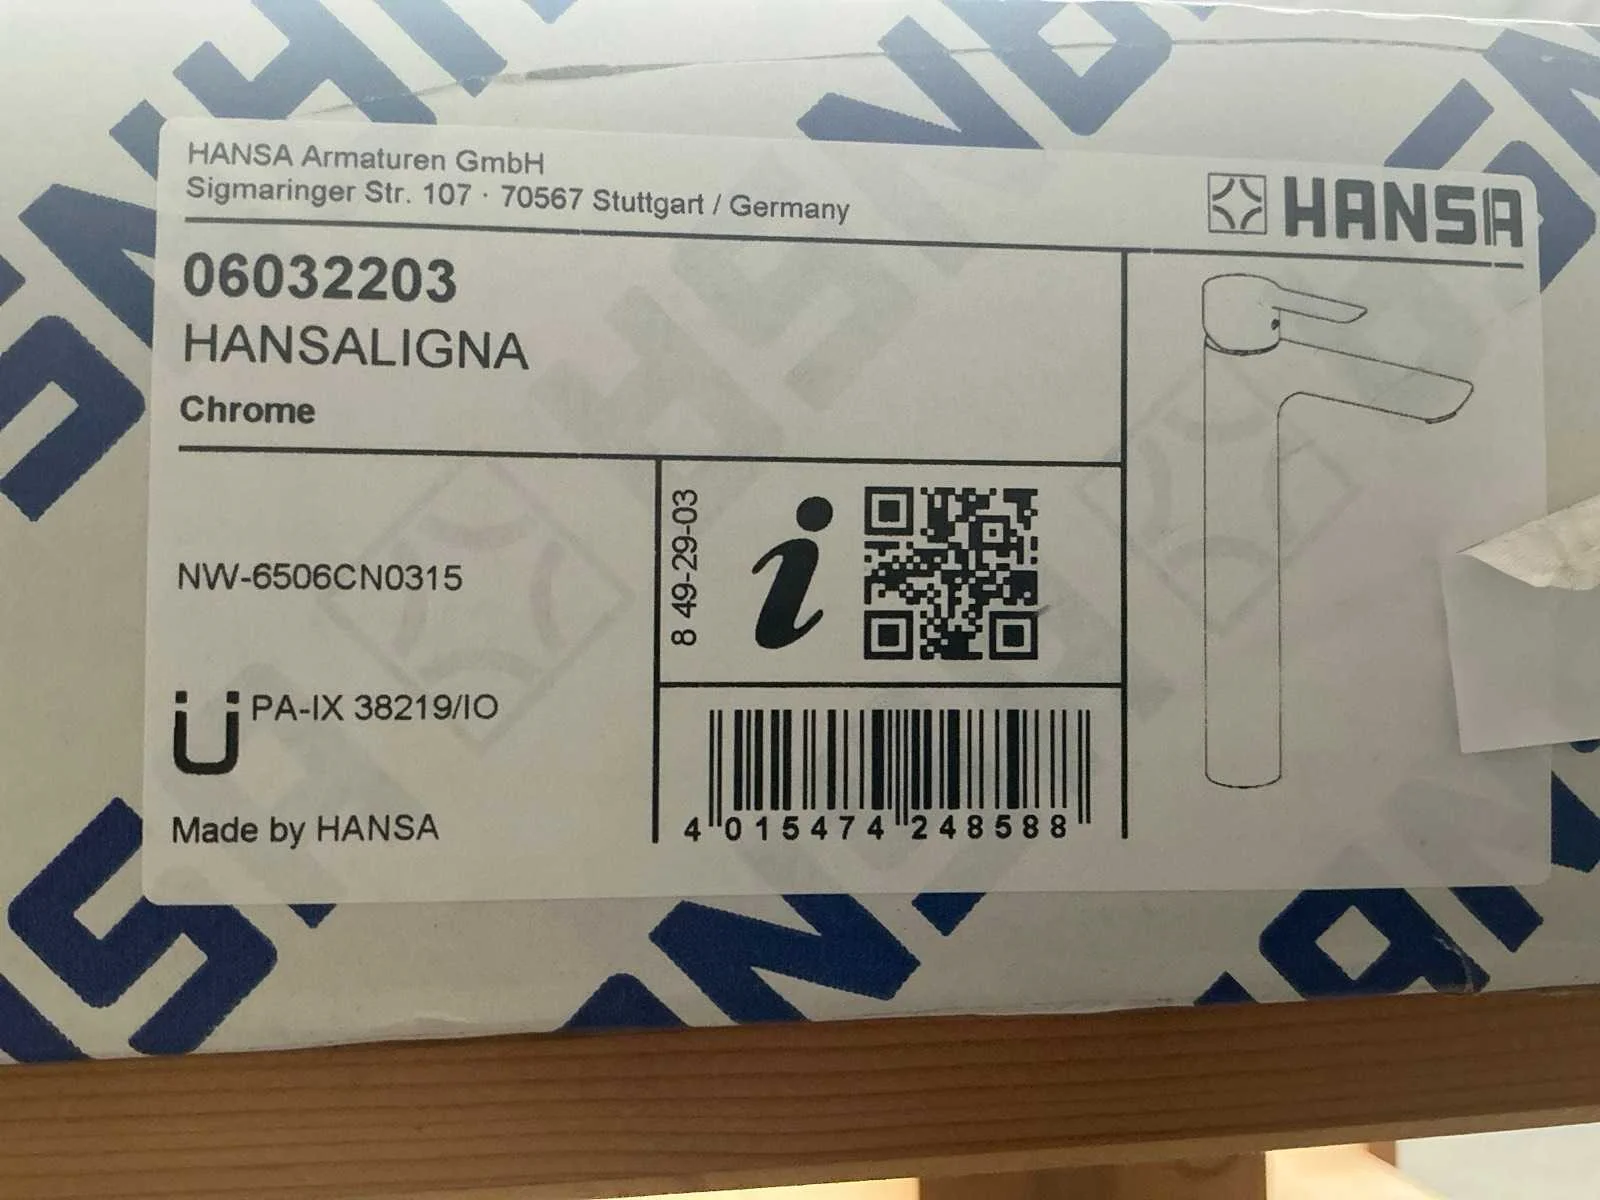 HANSA Armaturen GmbH
Sigmaringer Str. 107 · 70567 Stuttgart / Germany
HANSA
06032203
HANSALIGNA
Chrome
NW-6506CN0315
PA-IX 38219/IO
Made by HANSA
8 49-29-03
i
4 015474 248588